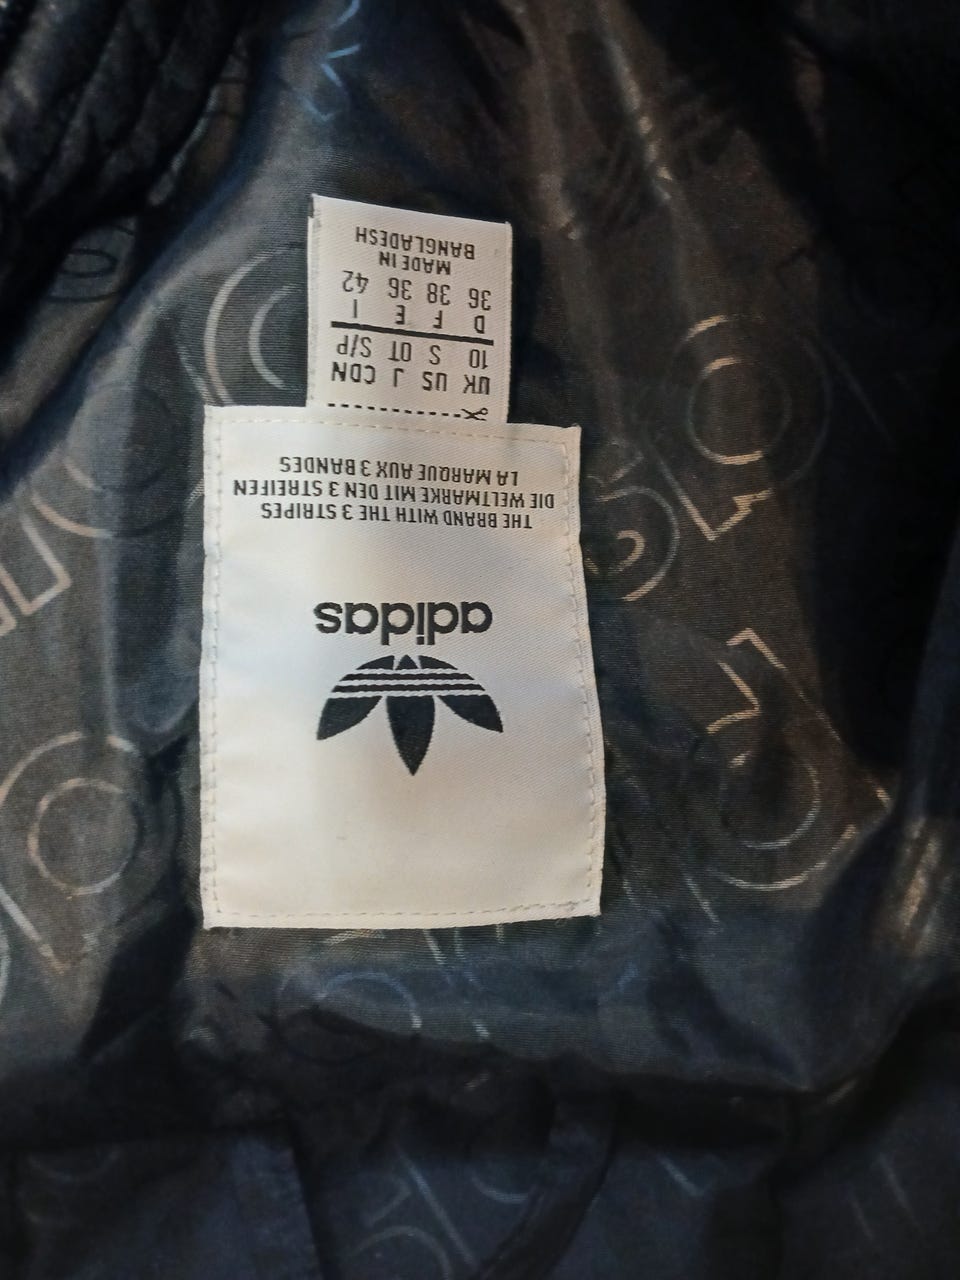 adidas
THE BRAND WITH THE 3 STRIPES
DIE WELTMARKE MIT DEN 3 STREIFEN
LA MARQUE AUX 3 BANDES
UK US J CDN
10 S OT S/P
D F E I
36 38 36 42
MADE IN
BANGLADESH